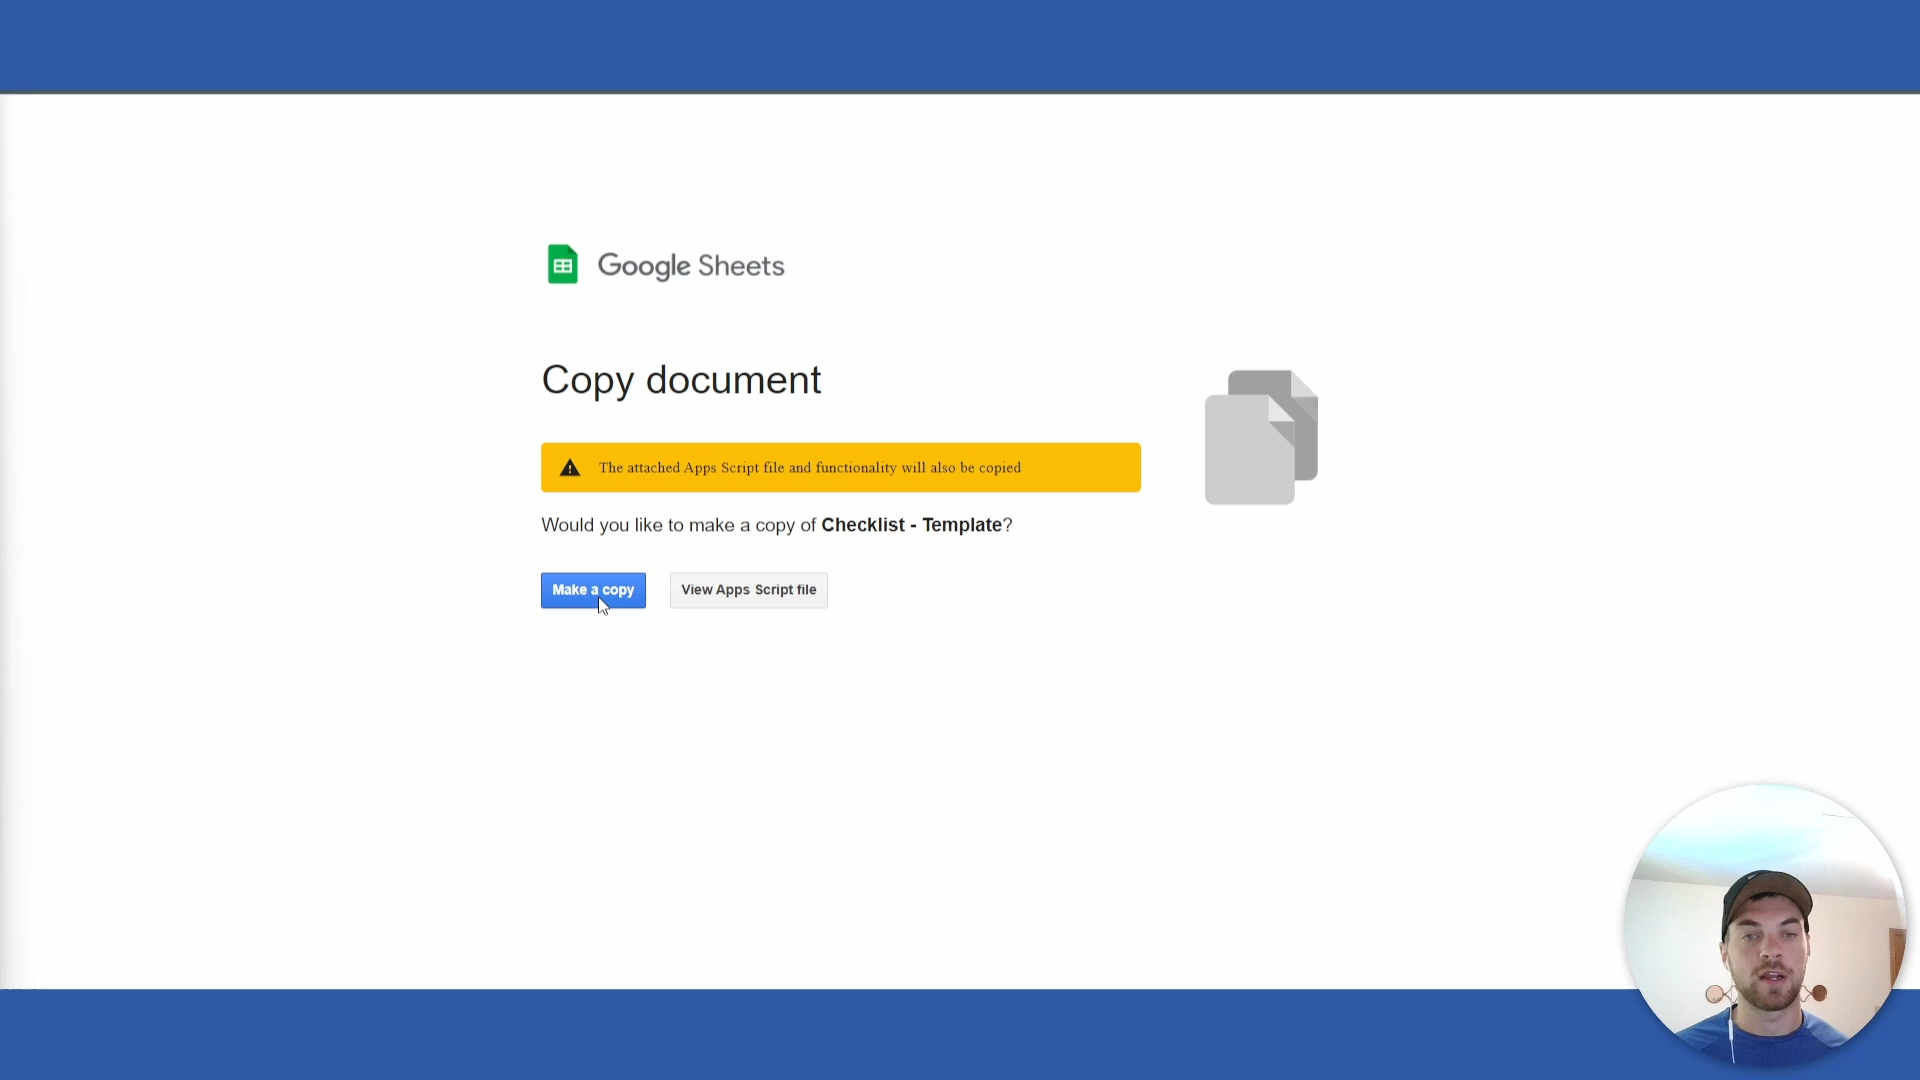 Google Sheets
Copy document
The attached Apps Script file and functionality will also be copied
Would you like to make a copy of Checklist - Template?
Make a copy
View Apps Script file